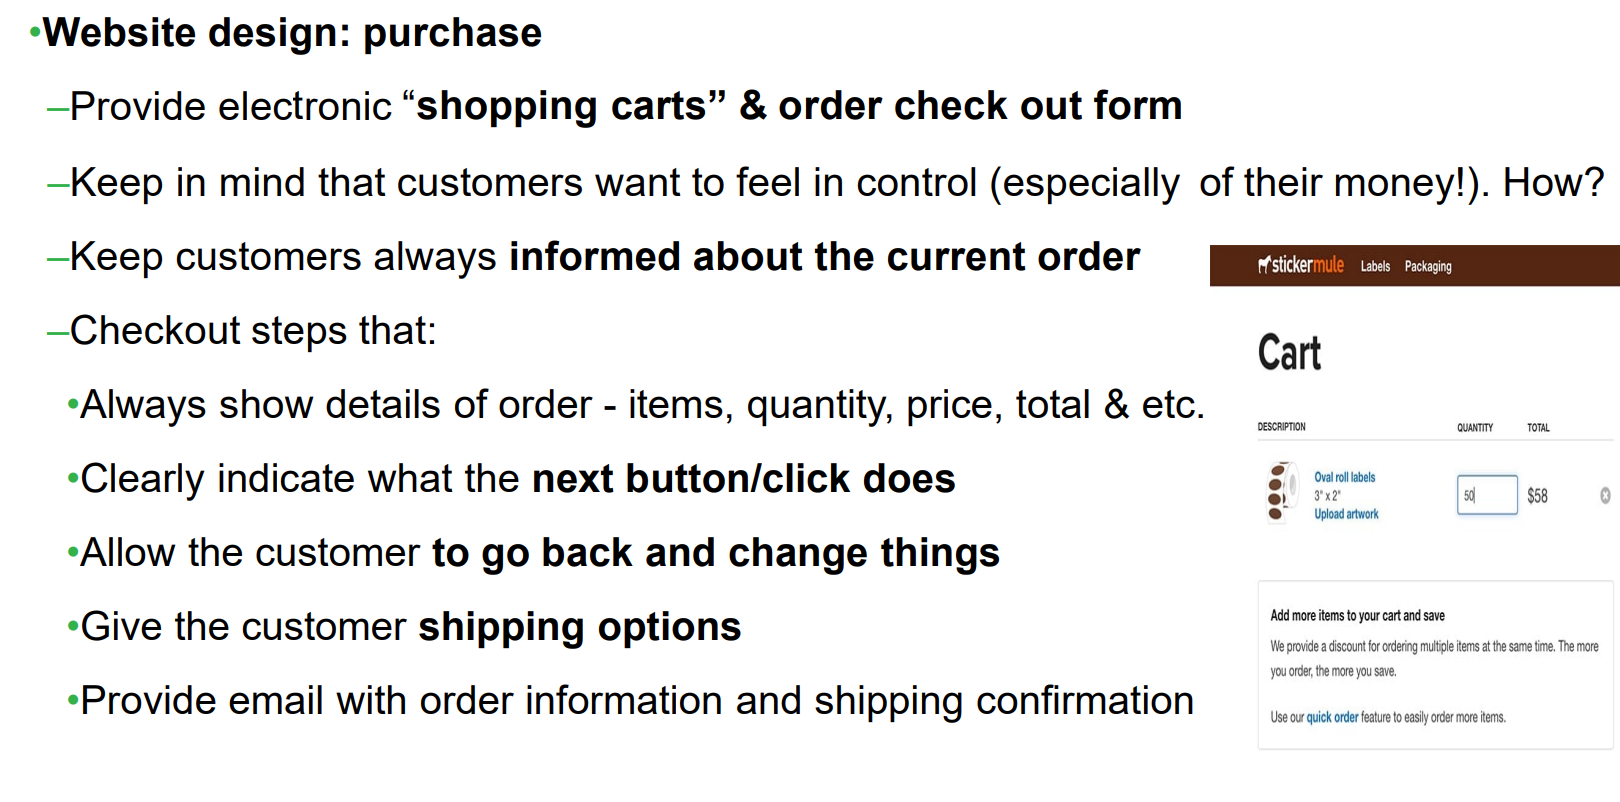 •Website design: purchase
–Provide electronic “shopping carts” & order check out form
–Keep in mind that customers want to feel in control (especially of their money!). How?
–Keep customers always informed about the current order
–Checkout steps that:
•Always show details of order - items, quantity, price, total & etc.
•Clearly indicate what the next button/click does
•Allow the customer to go back and change things
•Give the customer shipping options
•Provide email with order information and shipping confirmation
stickermule Labels Packaging
Cart
DESCRIPTION QUANTITY TOTAL
Oval roll labels
3" x 2"
Upload artwork
50 $58
Add more items to your cart and save
We provide a discount for ordering multiple items at the same time. The more
you order, the more you save.
Use our quick order feature to easily order more items.